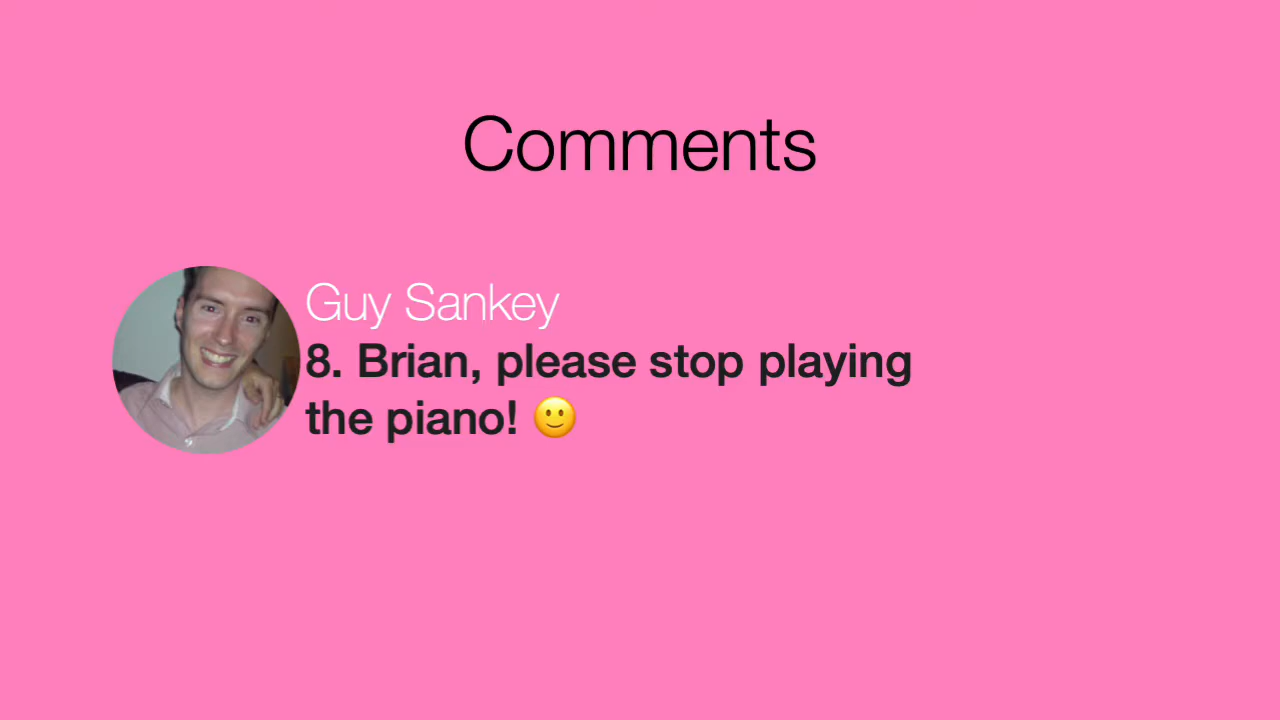 Comments
Guy Sankey
8. Brian, please stop playing
the piano! 🙂